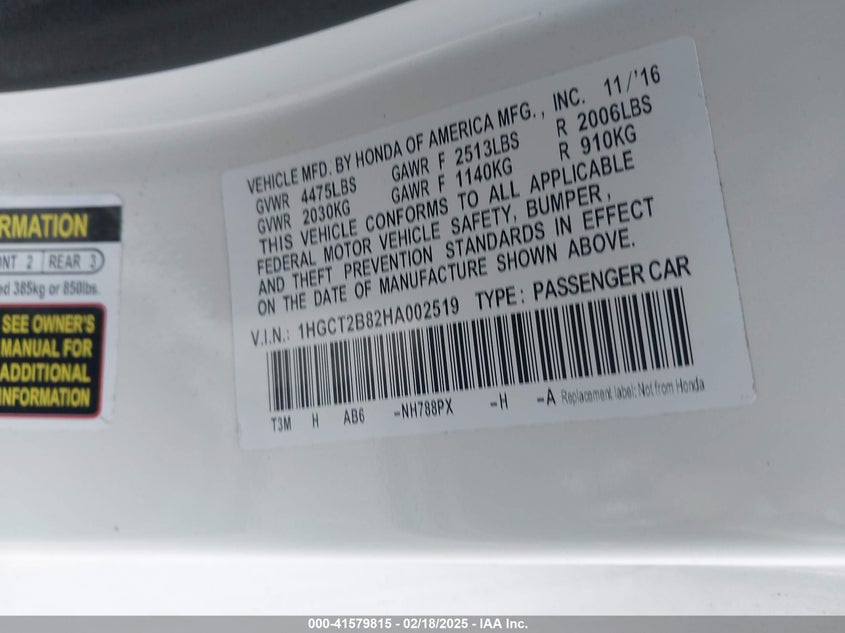 VEHICLE MFD. BY HONDA OF AMERICA MFG., INC. 11/'16
GVWR 4475LBS GAWR F 2513LBS R 2006LBS
GVWR 2030KG GAWR F 1140KG R 910KG
THIS VEHICLE CONFORMS TO ALL APPLICABLE
FEDERAL MOTOR VEHICLE SAFETY, BUMPER,
AND THEFT PREVENTION STANDARDS IN EFFECT
ON THE DATE OF MANUFACTURE SHOWN ABOVE.
V.I.N.: 1HGCT2B82HA002519 TYPE: PASSENGER CAR
T3M H AB6 -NH788PX -H -A Replacement label: Not from Honda
RMATION
NT 2 REAR 3
ed 385kg or 850lbs.
SEE OWNER'S
MANUAL FOR
ADDITIONAL
INFORMATION
000-41579815 - 02/18/2025 - IAA Inc.